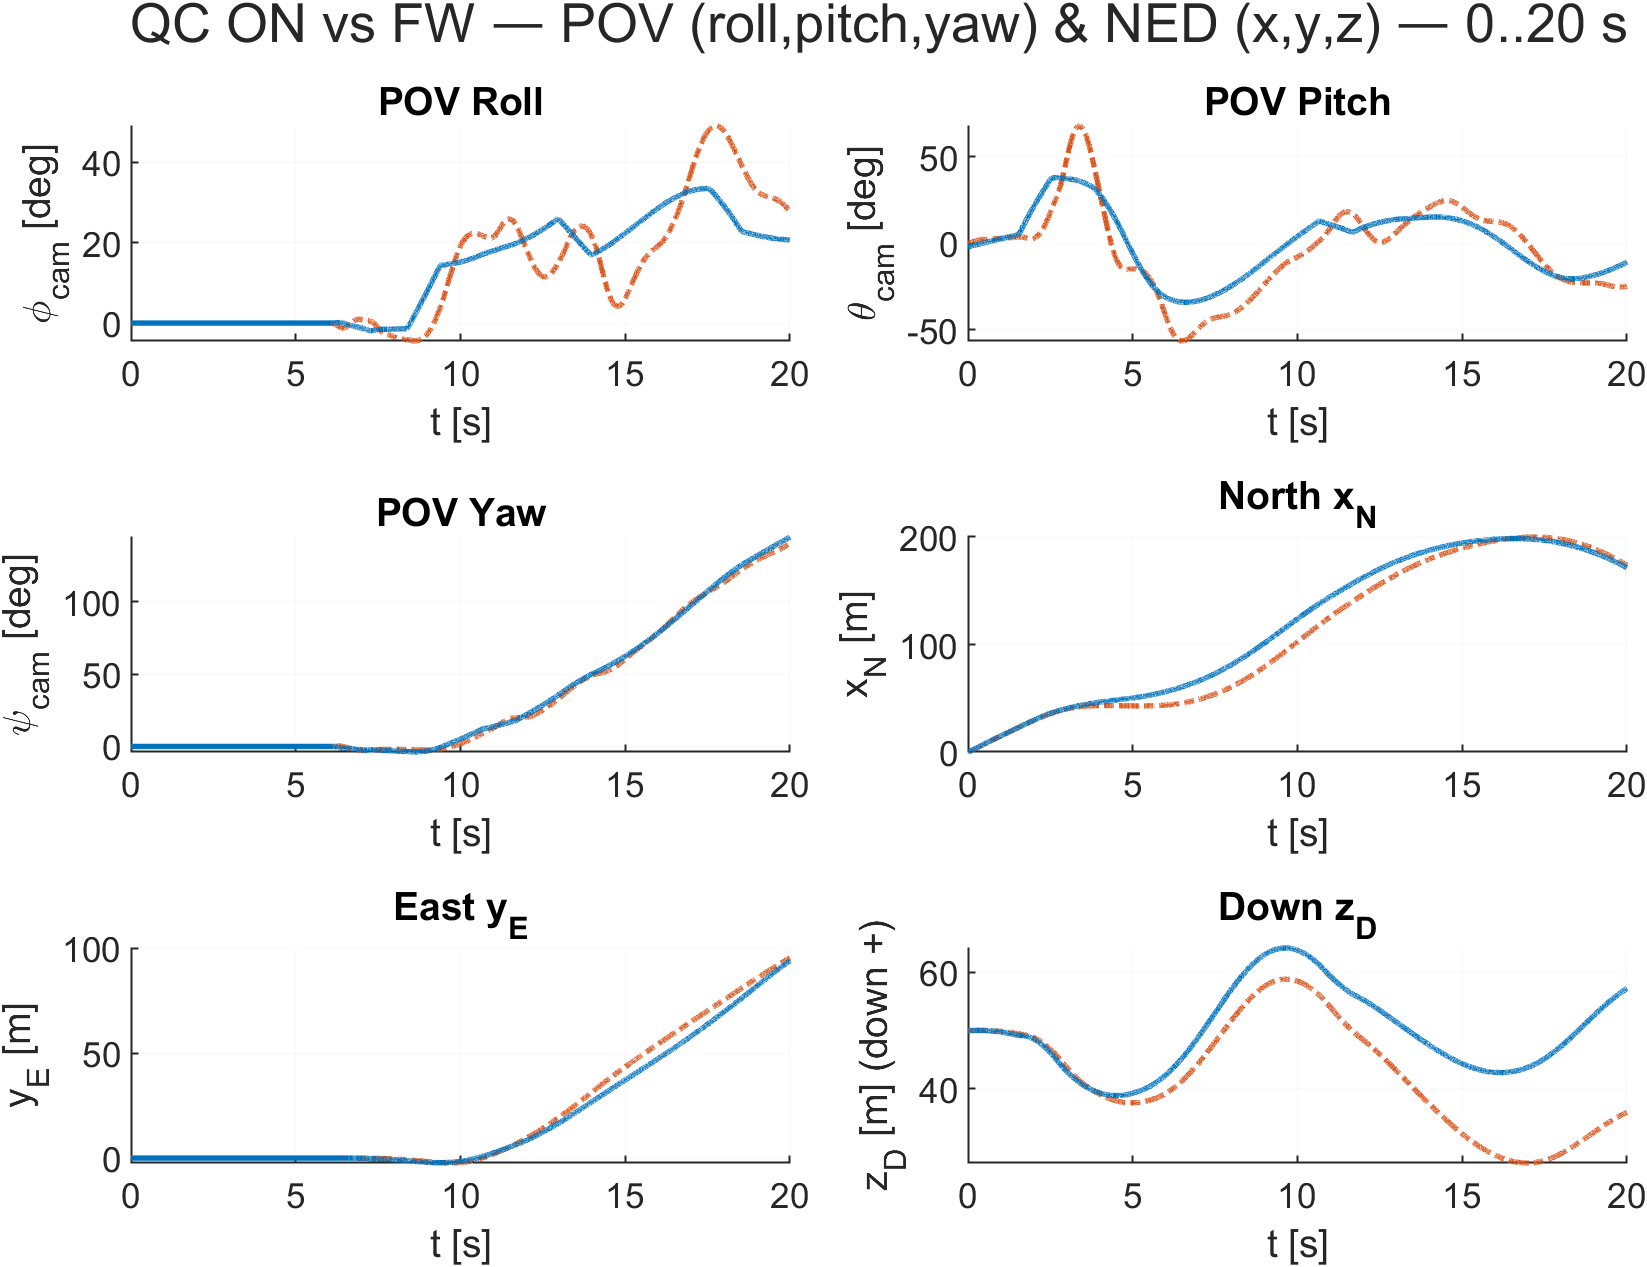 QC ON vs FW — POV (roll,pitch,yaw) & NED (x,y,z) — 0..20 s
POV Roll
ϕcam [deg]
40
20
0
0 5 10 15 20
t [s]
POV Pitch
θcam [deg]
50
0
-50
0 5 10 15 20
t [s]
POV Yaw
ψcam [deg]
100
50
0
0 5 10 15 20
t [s]
North xN
xN [m]
200
100
0
0 5 10 15 20
t [s]
East yE
yE [m]
100
50
0
0 5 10 15 20
t [s]
Down zD
zD [m] (down +)
60
40
0 5 10 15 20
t [s]